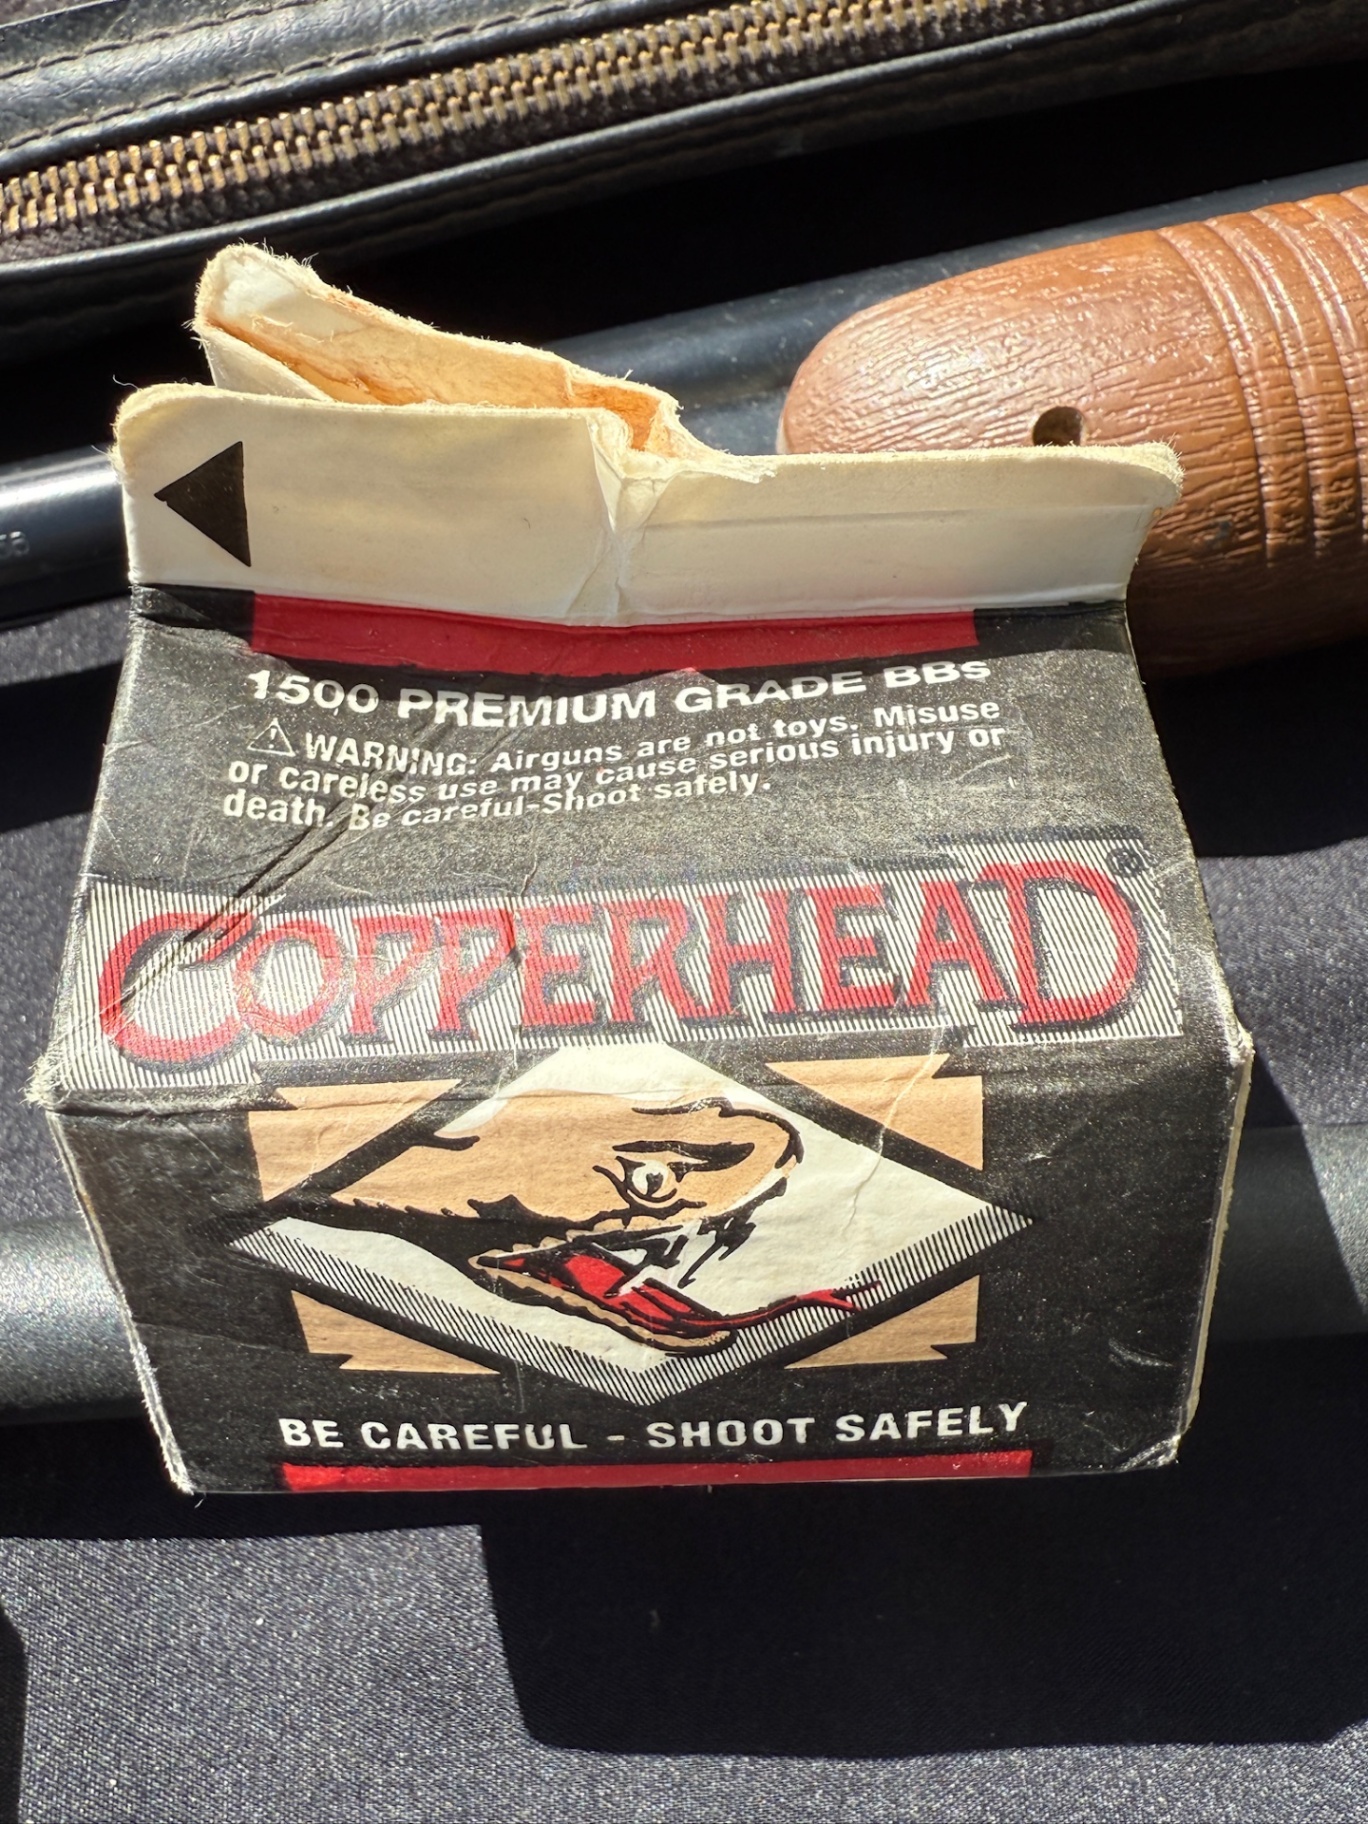 1500 PREMIUM GRADE BBs
WARNING: Airguns are not toys. Misuse
or careless use may cause serious injury or
death. Be careful-Shoot safely.
COPPERHEAD®
BE CAREFUL - SHOOT SAFELY